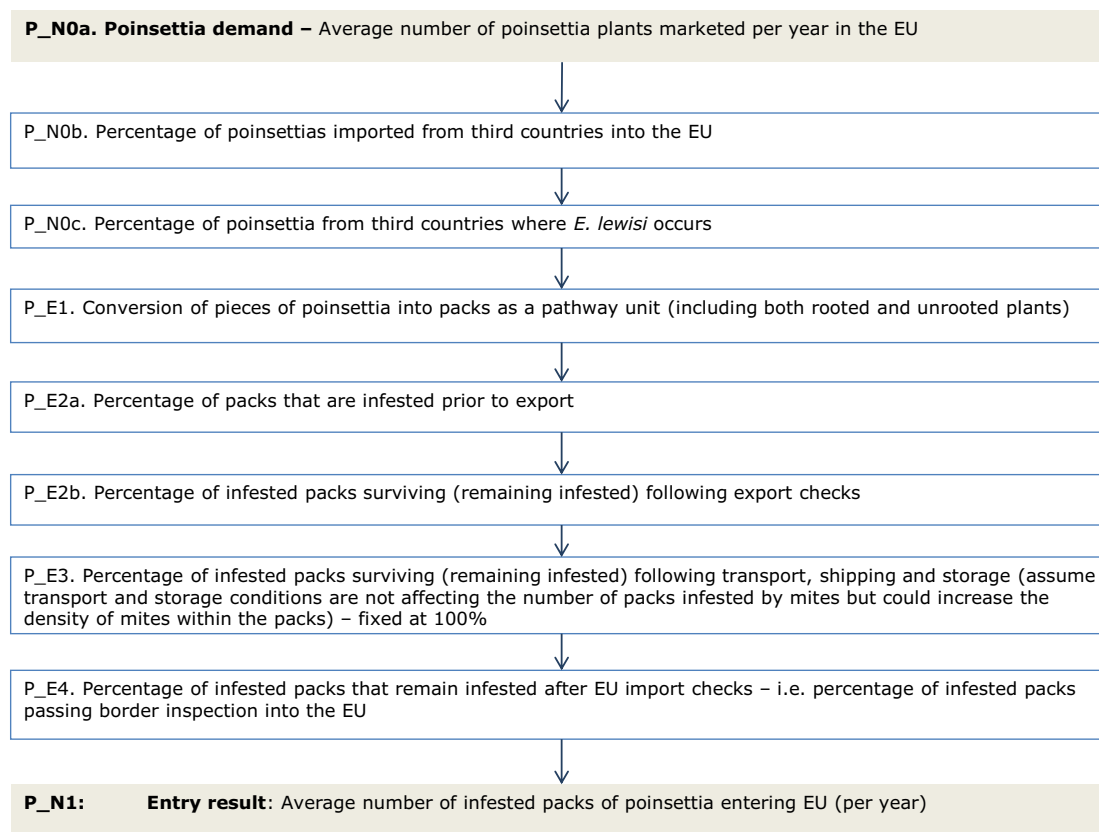 P_N0a. Poinsettia demand – Average number of poinsettia plants marketed per year in the EU
P_N0b. Percentage of poinsettias imported from third countries into the EU
P_N0c. Percentage of poinsettia from third countries where E. lewisi occurs
P_E1. Conversion of pieces of poinsettia into packs as a pathway unit (including both rooted and unrooted plants)
P_E2a. Percentage of packs that are infested prior to export
P_E2b. Percentage of infested packs surviving (remaining infested) following export checks
P_E3. Percentage of infested packs surviving (remaining infested) following transport, shipping and storage (assume
transport and storage conditions are not affecting the number of packs infested by mites but could increase the
density of mites within the packs) – fixed at 100%
P_E4. Percentage of infested packs that remain infested after EU import checks – i.e. percentage of infested packs
passing border inspection into the EU
P_N1: Entry result: Average number of infested packs of poinsettia entering EU (per year)